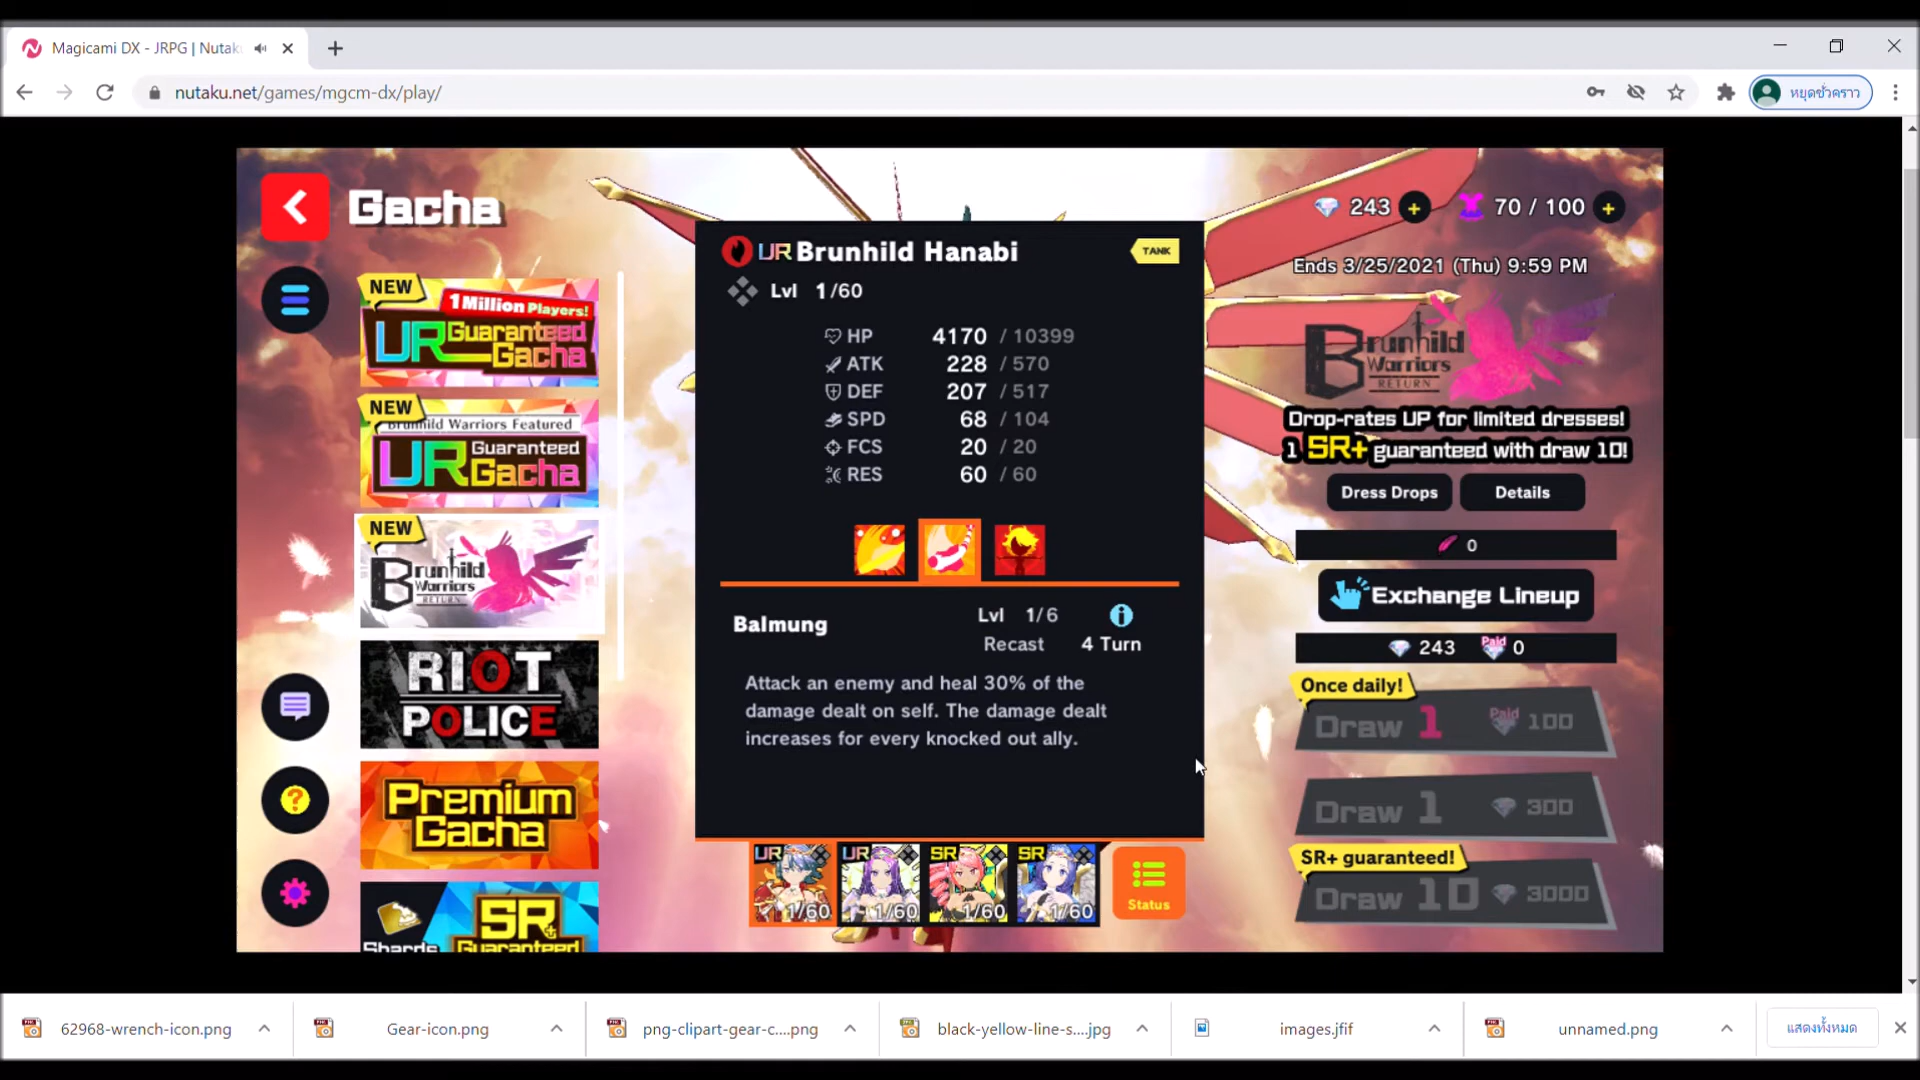 Magicami DX - JRPG | Nutak
nutaku.net/games/mgcm-dx/play/
หยุดชั่วคราว
Gacha
243
70 / 100
Ends 3/25/2021 (Thu) 9:59 PM
NEW
1 Million Players!
UR Guaranteed Gacha
NEW
Brunhild Warriors Featured
UR Guaranteed Gacha
NEW
Brunhild
Warriors
RETURN
RIOT
POLICE
Premium
Gacha
Shards
SR+
Guaranteed
UR Brunhild Hanabi
TANK
Lvl 1/60
HP 4170 / 10399
ATK 228 / 570
DEF 207 / 517
SPD 68 / 104
FCS 20 / 20
RES 60 / 60
Balmung
Lvl 1/6
Recast 4 Turn
Attack an enemy and heal 30% of the
damage dealt on self. The damage dealt
increases for every knocked out ally.
UR 1/60
UR 1/60
SR 1/60
SR 1/60
Status
Brunhild
Warriors
RETURN
Drop-rates UP for limited dresses!
1 SR+ guaranteed with draw 10!
Dress Drops
Details
0
Exchange Lineup
243 Paid 0
Once daily!
Draw 1 Paid 100
Draw 1 300
SR+ guaranteed!
Draw 10 3000
62968-wrench-icon.png
Gear-icon.png
png-clipart-gear-c....png
black-yellow-line-s....jpg
images.jfif
unnamed.png
แสดงทั้งหมด